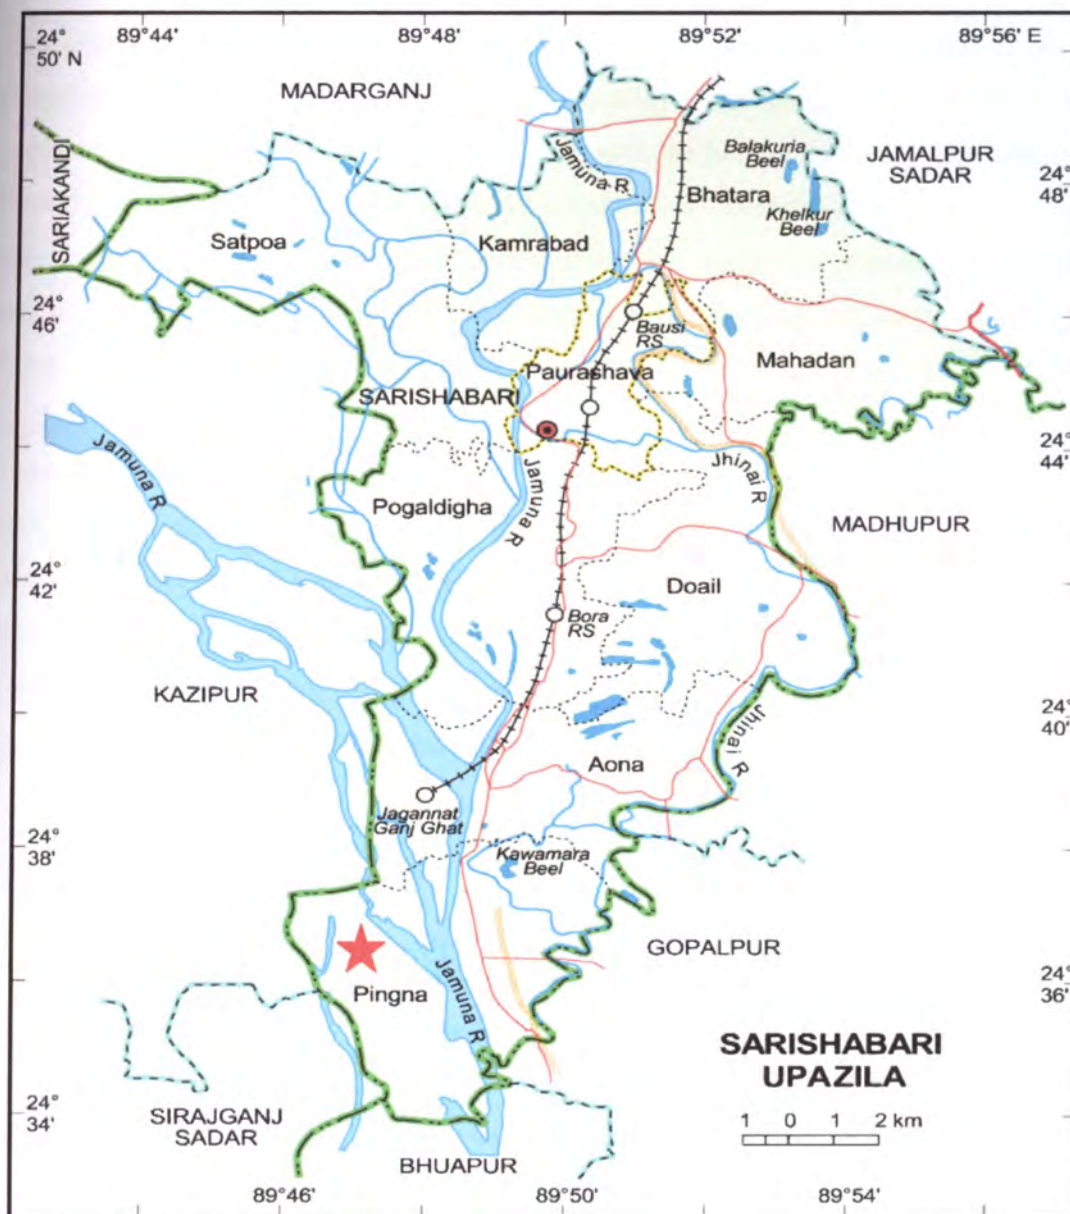 89°44'
89°48'
89°52'
89°56' E
24°
50' N
MADARGANJ
SARIAKANDI
Jamuna R
Balakuria
Beel
JAMALPUR
SADAR
24°
48'
Bhatara
Khelkur
Beel
Satpoa
Kamrabad
24°
46'
Bausi
RS
Paurashava
Mahadan
SARISHABARI
24°
44'
Jamuna R
Jamuna R
Jhinai R
Pogaldigha
MADHUPUR
24°
42'
Doail
Bora
RS
KAZIPUR
24°
40'
Jhinai R
Aona
Jagannat
Ganj Ghat
24°
38'
Kawamara
Beel
GOPALPUR
Jamuna R
Pingna
24°
36'
SARISHABARI
UPAZILA
24°
34'
SIRAJGANJ
SADAR
1 0 1 2 km
BHUAPUR
89°46'
89°50'
89°54'